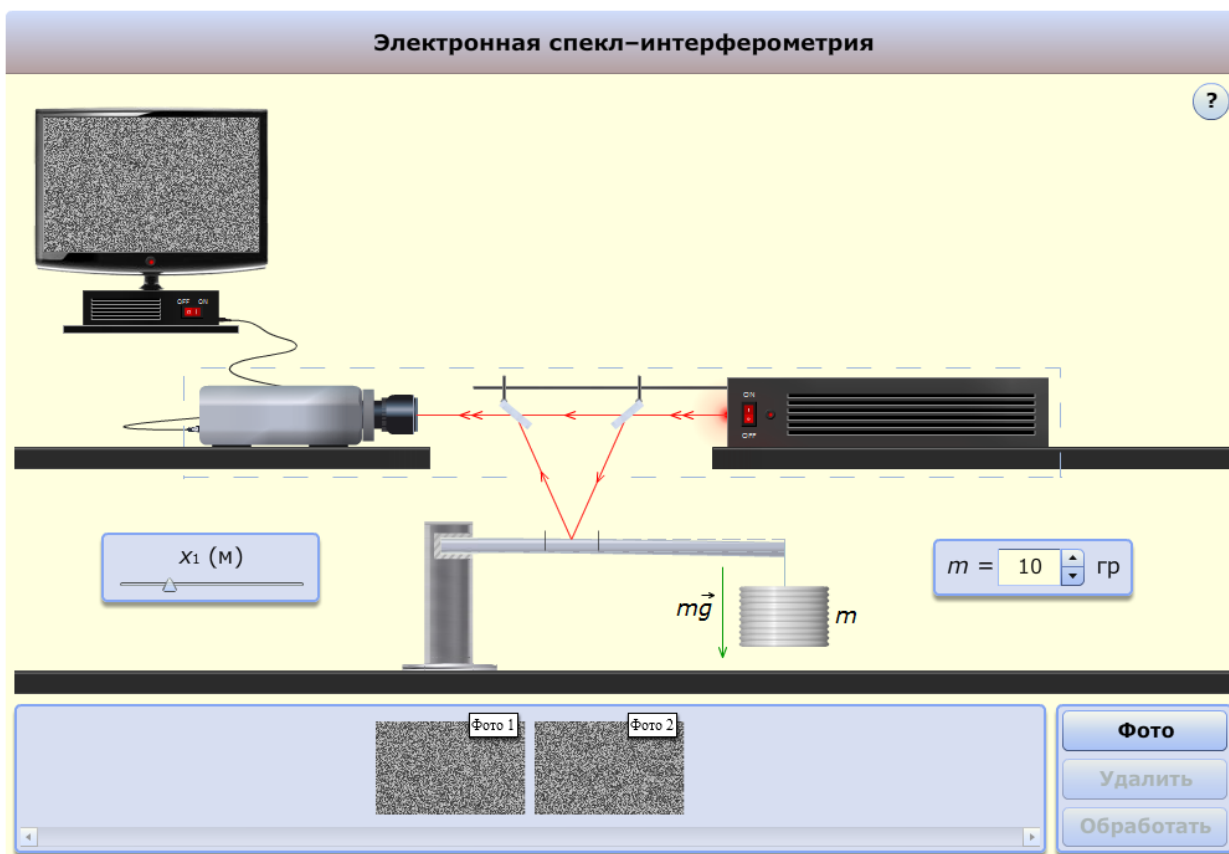 Электронная спекл–интерферометрия
?
OFF ON
ON
OFF
x1 (м)
m = 10 гр
mg
m
Фото 1
Фото 2
Фото
Удалить
Обработать